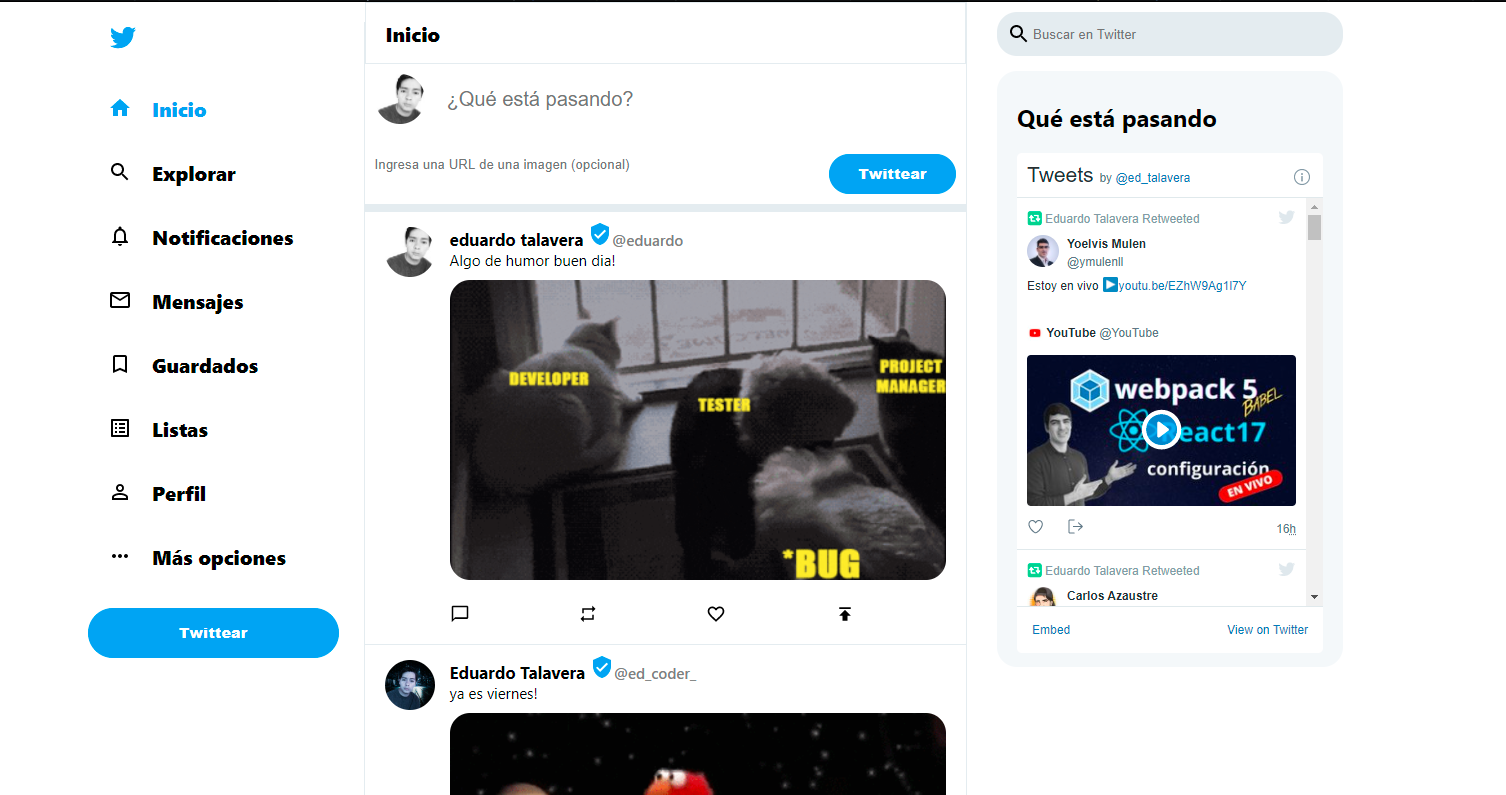 Inicio
Explorar
Notificaciones
Mensajes
Guardados
Listas
Perfil
Más opciones
Twittear
Inicio
¿Qué está pasando?
Ingresa una URL de una imagen (opcional)
Twittear
eduardo talavera @eduardo
Algo de humor buen dia!
DEVELOPER
TESTER
PROJECT
MANAGER
*BUG
Eduardo Talavera @ed_coder_
ya es viernes!
Buscar en Twitter
Qué está pasando
Tweets by @ed_talavera
Eduardo Talavera Retweeted
Yoelvis Mulen
@ymulenll
Estoy en vivo youtu.be/EZhW9Ag1l7Y
YouTube @YouTube
webpack 5
BABEL
React17
configuración
EN VIVO
16h
Eduardo Talavera Retweeted
Carlos Azaustre
Embed
View on Twitter